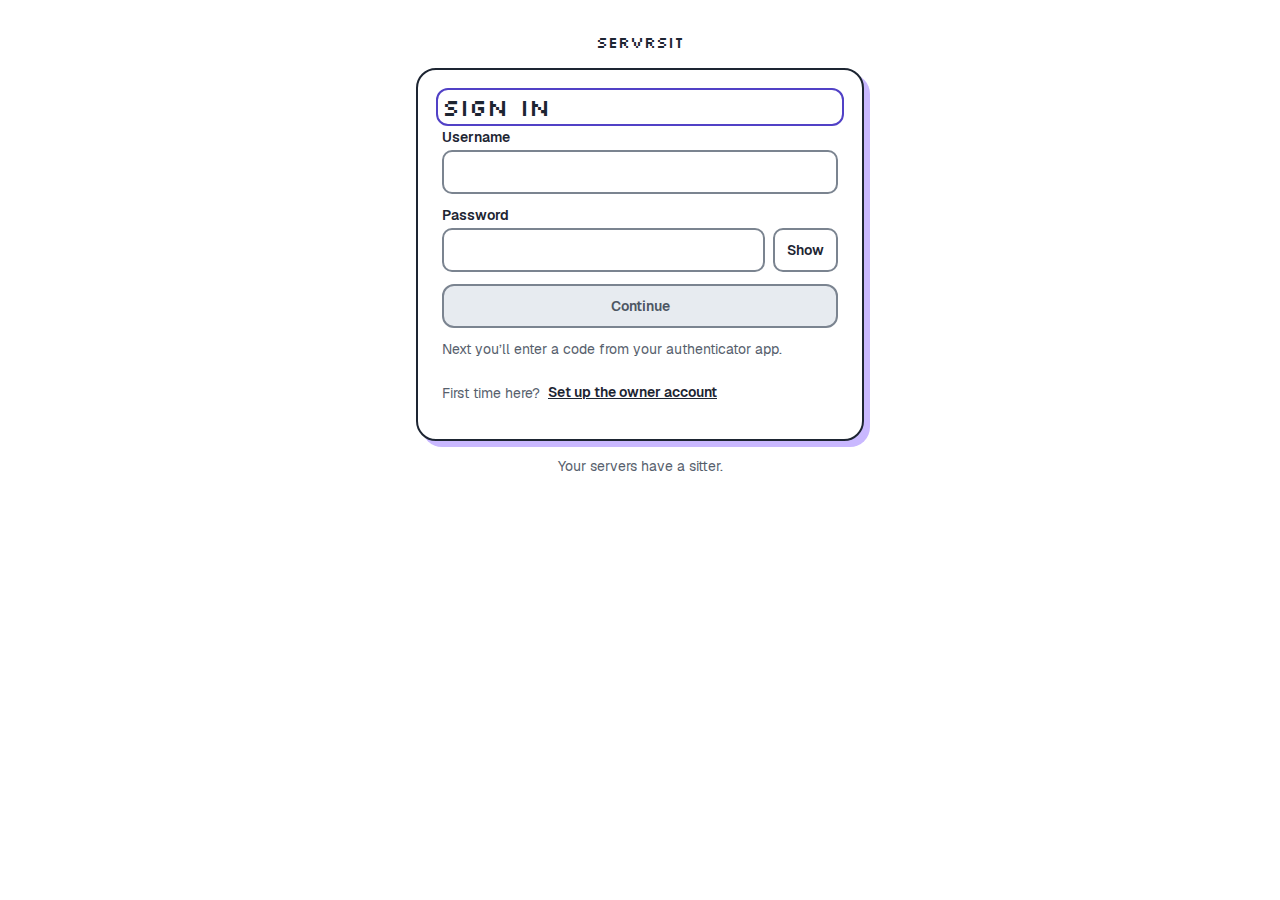 SERVRSIT
SIGN IN
Username
Password
Show
Continue
Next you'll enter a code from your authenticator app.
First time here? Set up the owner account
Your servers have a sitter.